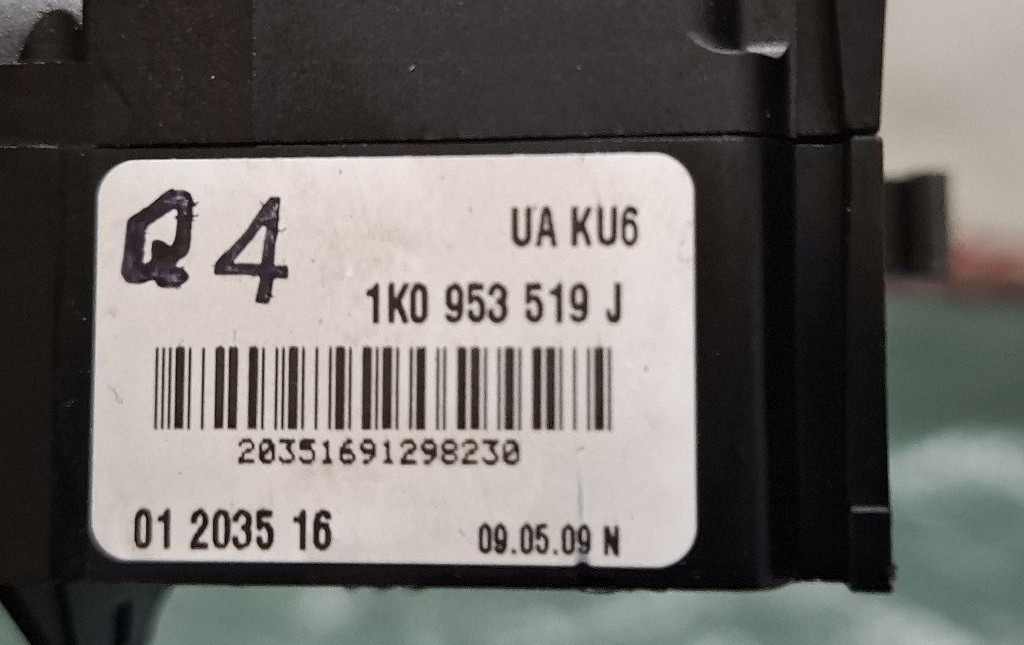 Q4
UA KU6
1K0 953 519 J
20351691298230
01 2035 16
09.05.09 N